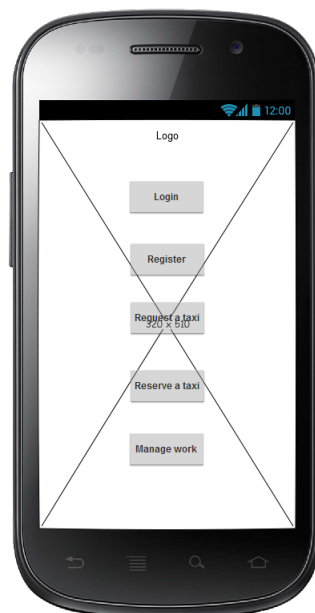 12:00
Logo
Login
Register
Request a taxi
320 x 510
Reserve a taxi
Manage work